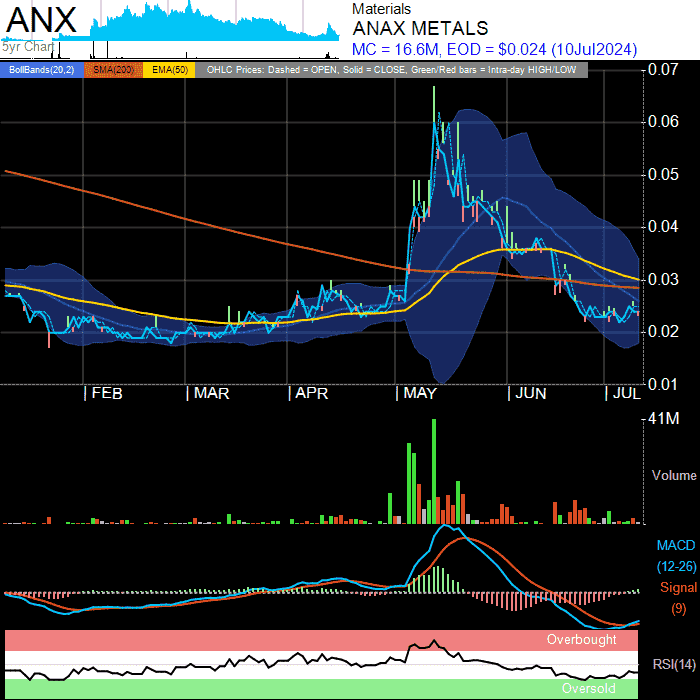 ANX
5yr Chart
Materials
ANAX METALS
MC = 16.6M, EOD = $0.024 (10Jul2024)
BollBands(20,2) SMA(200) EMA(50) OHLC Prices: Dashed = OPEN, Solid = CLOSE, Green/Red bars = Intra-day HIGH/LOW
0.07
0.06
0.05
0.04
0.03
0.02
0.01
| FEB | MAR | APR | MAY | JUN | JUL
41M
Volume
MACD
(12-26)
Signal
(9)
Overbought
RSI(14)
Oversold